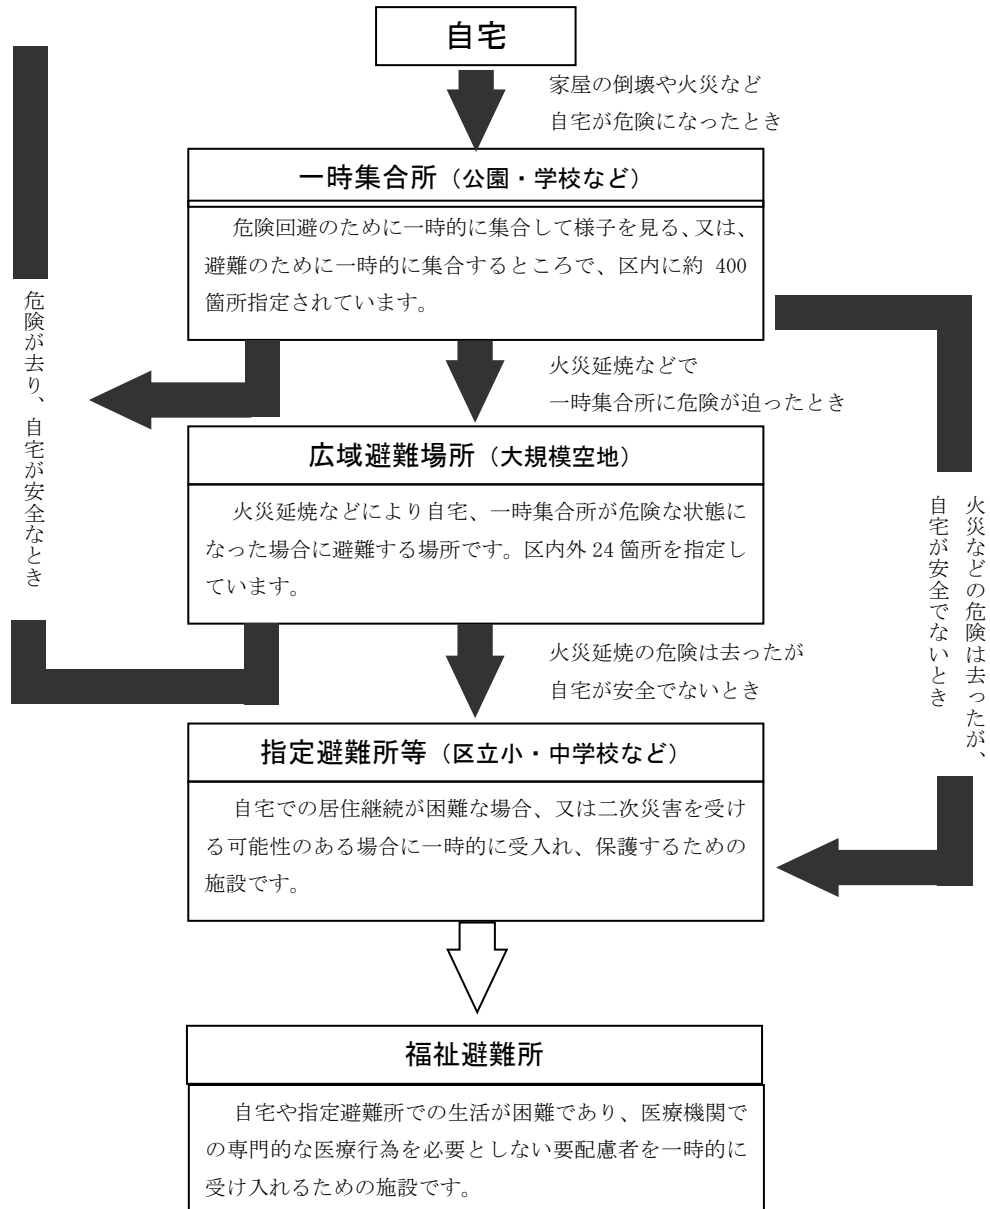 自宅
家屋の倒壊や火災など
自宅が危険になったとき
一時集合所（公園・学校など）
危険回避のために一時的に集合して様子を見る、又は、
避難のために一時的に集合するところで、区内に約 400
箇所指定されています。
危険が去り、自宅が安全なとき
火災延焼などで
一時集合所に危険が迫ったとき
広域避難場所（大規模空地）
火災延焼などにより自宅、一時集合所が危険な状態に
なった場合に避難する場所です。区内外 24 箇所を指定し
ています。
火災などの危険は去ったが、
自宅が安全でないとき
火災延焼の危険は去ったが
自宅が安全でないとき
指定避難所等（区立小・中学校など）
自宅での居住継続が困難な場合、又は二次災害を受け
る可能性のある場合に一時的に受入れ、保護するための
施設です。
福祉避難所
自宅や指定避難所での生活が困難であり、医療機関で
の専門的な医療行為を必要としない要配慮者を一時的に
受け入れるための施設です。